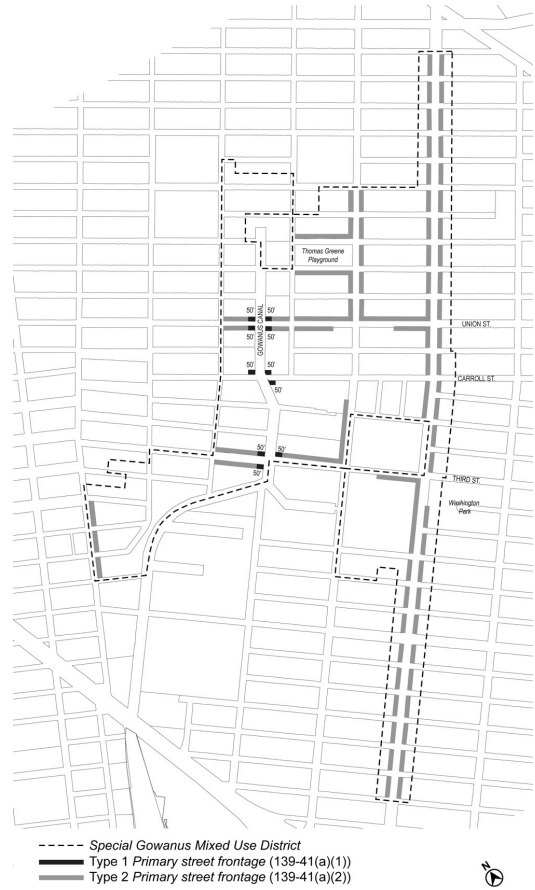 Thomas Greene
Playground
50' 50'
GOWANUS CANAL
UNION ST.
50' 50'
50'
CARROLL ST.
50'
50' 50'
50'
THIRD ST.
Washington
Park
Special Gowanus Mixed Use District
Type 1 Primary street frontage (139-41(a)(1))
Type 2 Primary street frontage (139-41(a)(2))
N